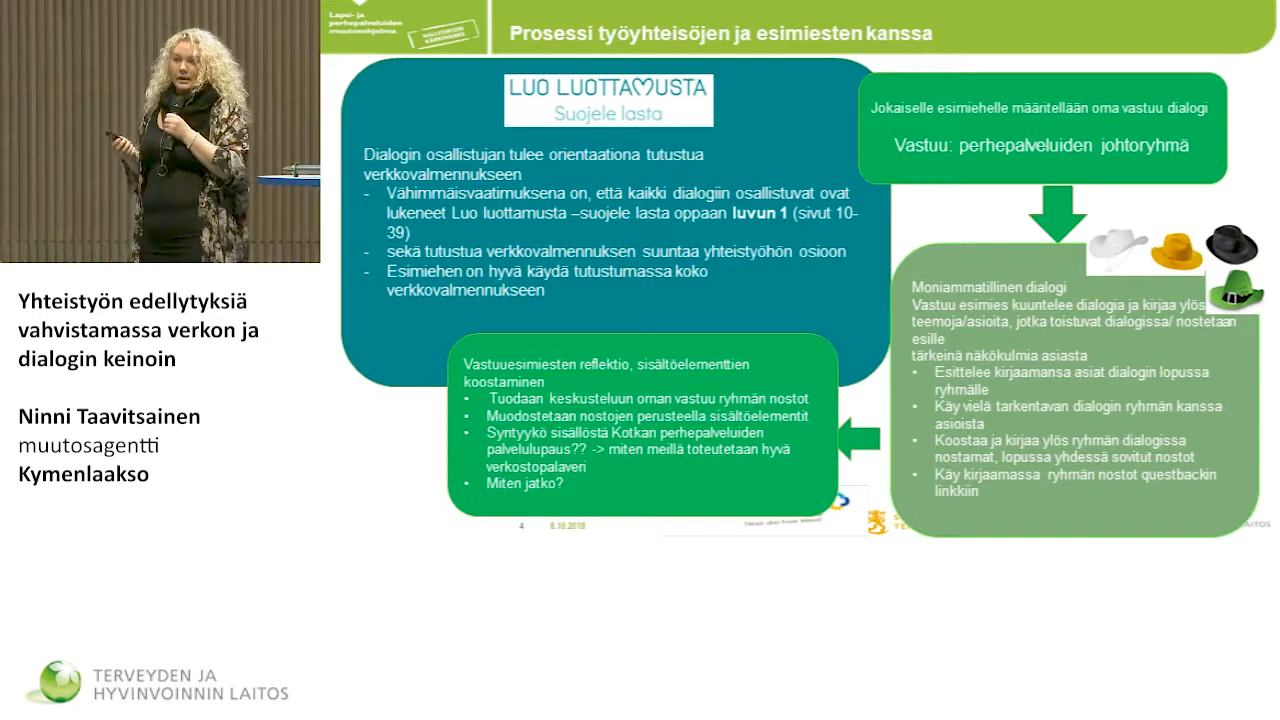 Lapsi- ja
perhepalveluiden
muutosohjelma
HALLITUKSEN
KÄRKIHANKE
Prosessi työyhteisöjen ja esimiesten kanssa
LUO LUOTTAMUSTA
Suojele lasta
Dialogin osallistujan tulee orientaationa tutustua
verkkovalmennukseen
- Vähimmäisvaatimuksena on, että kaikki dialogiin osallistuvat ovat
lukeneet Luo luottamusta –suojele lasta oppaan luvun 1 (sivut 10-
39)
- sekä tutustua verkkovalmennuksen suuntaa yhteistyöhön osioon
- Esimiehen on hyvä käydä tutustumassa koko
verkkovalmennukseen
Jokaiselle esimiehelle määritellään oma vastuu dialogi
Vastuu: perhepalveluiden johtoryhmä
Moniammatillinen dialogi
Vastuu esimies kuuntelee dialogia ja kirjaa ylös
teemoja/asioita, jotka toistuvat dialogissa/ nostetaan
esille
tärkeinä näkökulmia asiasta
• Esittelee kirjaamansa asiat dialogin lopussa
ryhmälle
• Käy vielä tarkentavan dialogin ryhmän kanssa
asioista
• Koostaa ja kirjaa ylös ryhmän dialogissa
nostamat, lopussa yhdessä sovitut nostot
• Käy kirjaamassa ryhmän nostot questbackin
linkkiin
Vastuuesimiesten reflektio, sisältöelementtien
koostaminen
• Tuodaan keskusteluun oman vastuu ryhmän nostot
• Muodostetaan nostojen perusteella sisältöelementit
• Syntyykö sisällöstä Kotkan perhepalveluiden
palvelulupaus?? -> miten meillä toteutetaan hyvä
verkostopalaveri
• Miten jatko?
4 8.10.2018
LAITOS
Yhteistyön edellytyksiä
vahvistamassa verkon ja
dialogin keinoin
Ninni Taavitsainen
muutosagentti
Kymenlaakso
TERVEYDEN JA
HYVINVOINNIN LAITOS